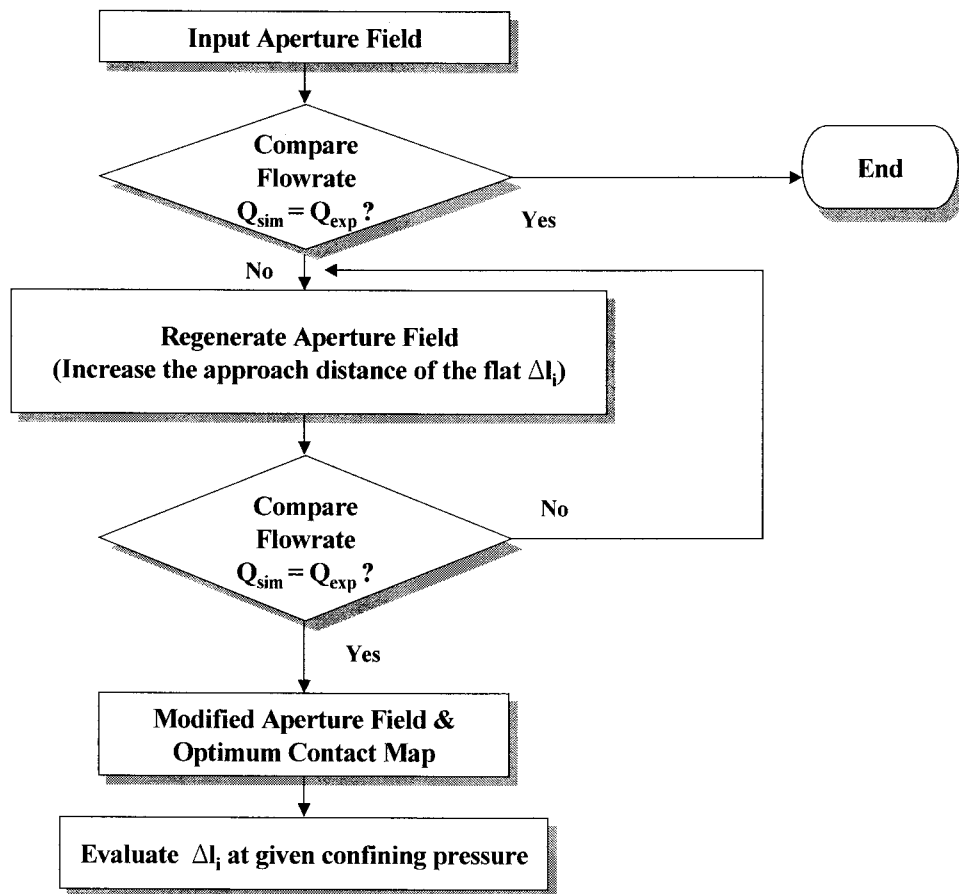 Input Aperture Field
Compare
Flowrate
Q_sim = Q_exp ?
End
Yes
No
Regenerate Aperture Field
(Increase the approach distance of the flat Δl_i)
Compare
Flowrate
Q_sim = Q_exp ?
No
Yes
Modified Aperture Field &
Optimum Contact Map
Evaluate Δl_i at given confining pressure